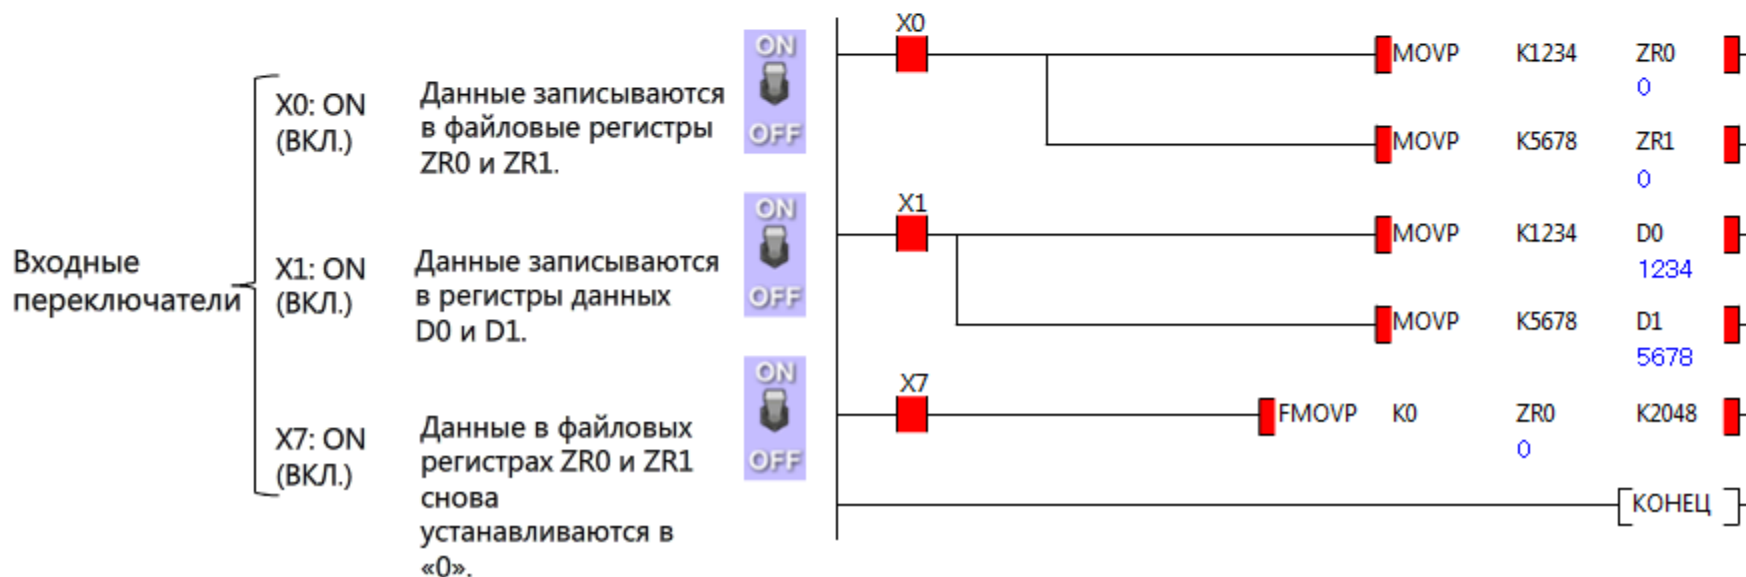 Входные
переключатели
X0: ON
(ВКЛ.)
Данные записываются
в файловые регистры
ZR0 и ZR1.
ON
OFF
X1: ON
(ВКЛ.)
Данные записываются
в регистры данных
D0 и D1.
ON
OFF
X7: ON
(ВКЛ.)
Данные в файловых
регистрах ZR0 и ZR1
снова
устанавливаются в
«0».
ON
OFF
X0
MOVP K1234 ZR0
0
MOVP K5678 ZR1
0
X1
MOVP K1234 D0
1234
MOVP K5678 D1
5678
X7
FMOVP K0 ZR0 K2048
0
КОНЕЦ